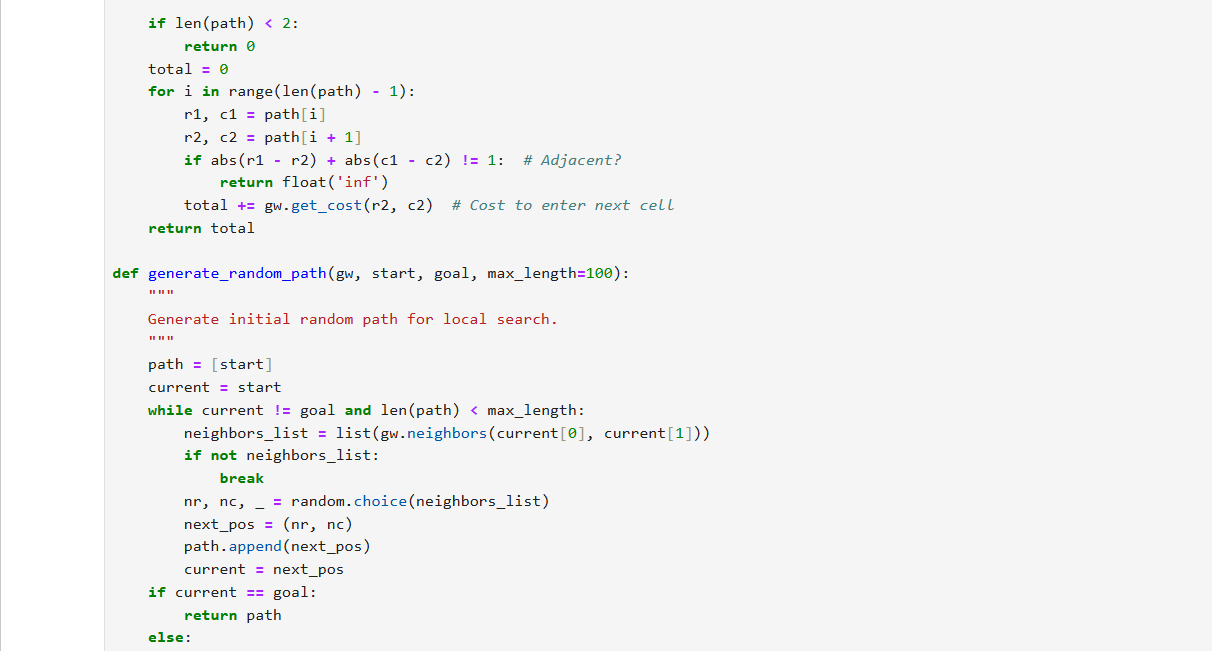 if len(path) < 2:
        return 0
    total = 0
    for i in range(len(path) - 1):
        r1, c1 = path[i]
        r2, c2 = path[i + 1]
        if abs(r1 - r2) + abs(c1 - c2) != 1:  # Adjacent?
            return float('inf')
        total += gw.get_cost(r2, c2)  # Cost to enter next cell
    return total

def generate_random_path(gw, start, goal, max_length=100):
    """
    Generate initial random path for local search.
    """
    path = [start]
    current = start
    while current != goal and len(path) < max_length:
        neighbors_list = list(gw.neighbors(current[0], current[1]))
        if not neighbors_list:
            break
        nr, nc, _ = random.choice(neighbors_list)
        next_pos = (nr, nc)
        path.append(next_pos)
        current = next_pos
    if current == goal:
        return path
    else: